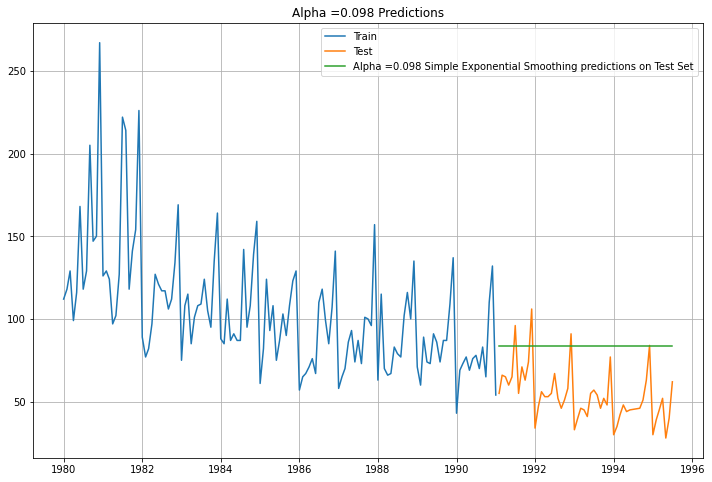 Alpha =0.098 Predictions
Train
Test
Alpha =0.098 Simple Exponential Smoothing predictions on Test Set
250
200
150
100
50
1980 1982 1984 1986 1988 1990 1992 1994 1996